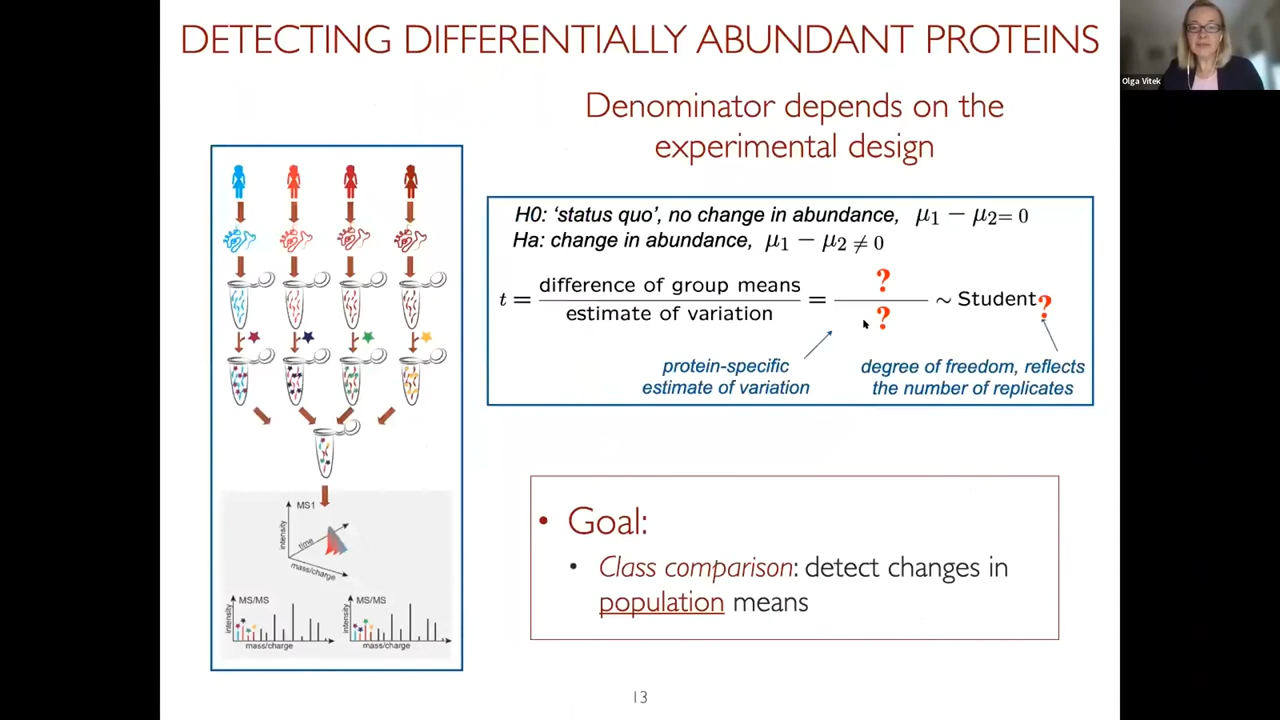 DETECTING DIFFERENTIALLY ABUNDANT PROTEINS
Olga Vitek
Denominator depends on the
experimental design
H0: ‘status quo’, no change in abundance, μ1 − μ2= 0
Ha: change in abundance, μ1 − μ2 ≠ 0
t = difference of group means / estimate of variation = ? / ? ∼ Student?
protein-specific
estimate of variation
degree of freedom, reflects
the number of replicates
MS1
intensity
time
mass/charge
MS/MS
intensity
mass/charge
MS/MS
intensity
mass/charge
• Goal:
• Class comparison: detect changes in
population means
13